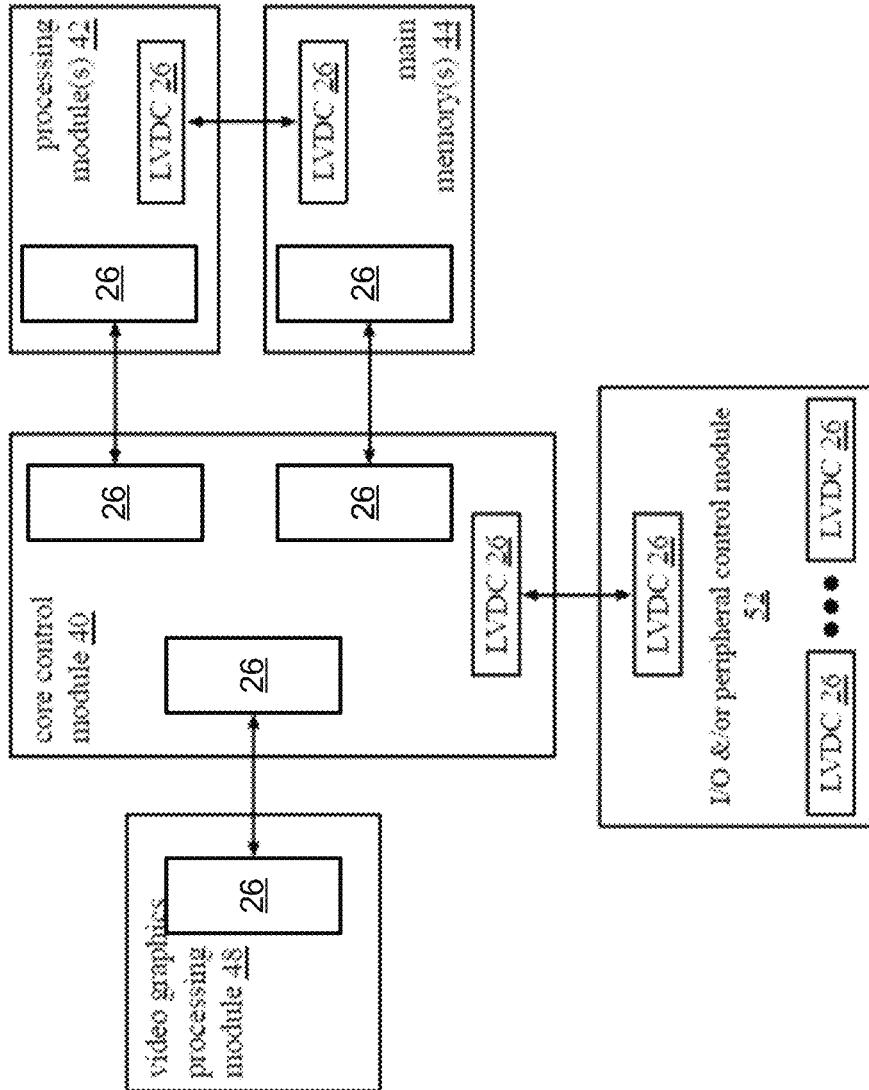 video graphics
processing
module 48
26
core control
module 40
26
26
26
LVDC 26
processing
module(s) 42
26
LVDC 26
LVDC 26
26
main
memory(s) 44
LVDC 26
I/O &/or peripheral control module
52
LVDC 26
LVDC 26